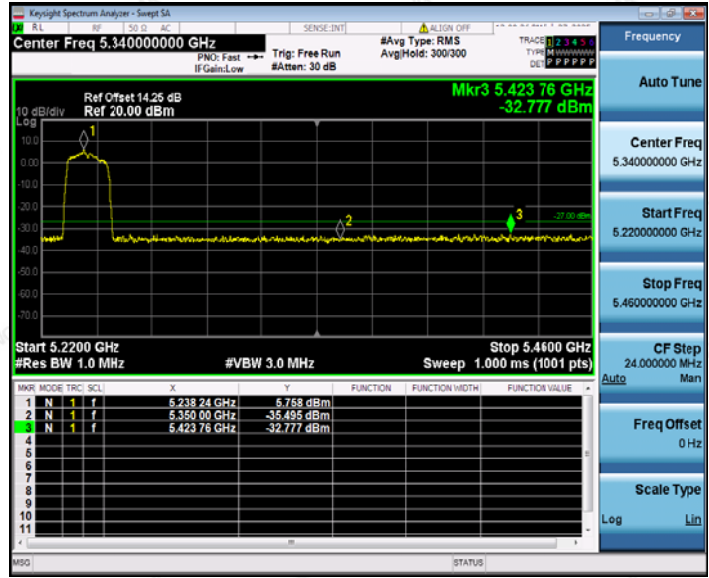 Keysight Spectrum Analyzer - Swept SA
RL RF 50 Ω AC SENSE:INT ALIGN OFF
Center Freq 5.340000000 GHz
PNO: Fast
IFGain:Low
Trig: Free Run
#Atten: 30 dB
#Avg Type: RMS
Avg|Hold: 300/300
TRACE 1 2 3 4 5 6
TYPE M WWWWW
DET P P P P P P
Mkr3 5.423 76 GHz
-32.777 dBm
Ref Offset 14.25 dB
10 dB/div Ref 20.00 dBm
Log
10.0
0.00
-10.0
-20.0
-30.0
-40.0
-50.0
-60.0
-70.0
1
2
3
-27.00 dBm
Start 5.2200 GHz Stop 5.4600 GHz
#Res BW 1.0 MHz #VBW 3.0 MHz Sweep 1.000 ms (1001 pts)
MKR MODE TRC SCL X Y FUNCTION FUNCTION WIDTH FUNCTION VALUE
1 N 1 f 5.238 24 GHz 5.758 dBm
2 N 1 f 5.350 00 GHz -35.495 dBm
3 N 1 f 5.423 76 GHz -32.777 dBm
4
5
6
7
8
9
10
11
MSG STATUS
Frequency
Auto Tune
Center Freq
5.340000000 GHz
Start Freq
5.220000000 GHz
Stop Freq
5.460000000 GHz
CF Step
24.000000 MHz
Auto Man
Freq Offset
0 Hz
Scale Type
Log Lin